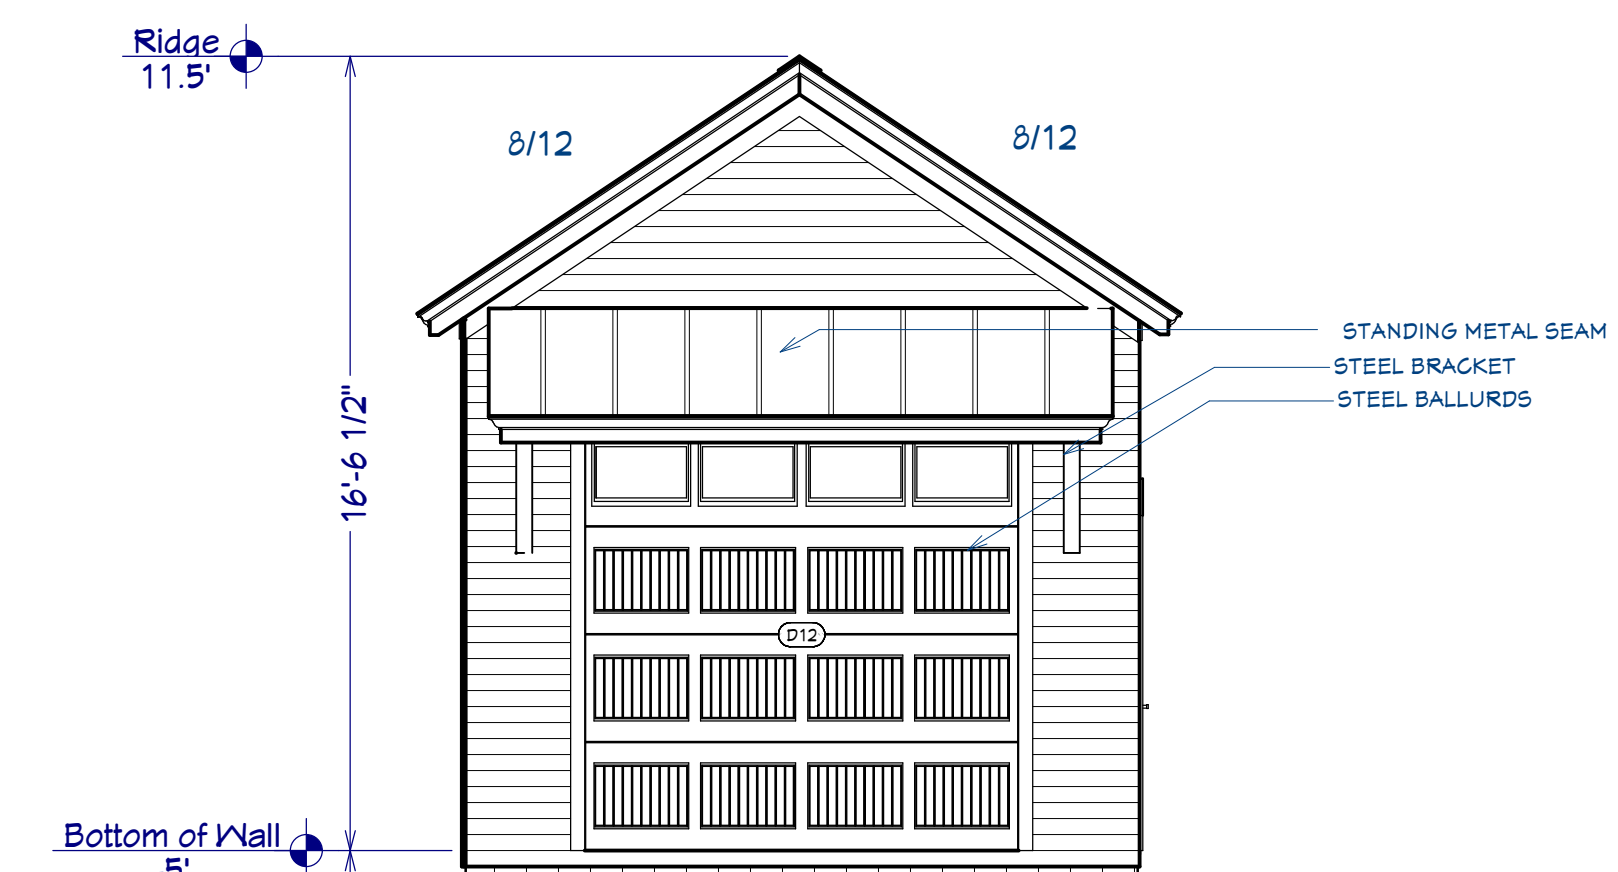 Ridge
11.5'
8/12
8/12
STANDING METAL SEAM
STEEL BRACKET
STEEL BALLURDS
16'-6 1/2"
D12
Bottom of Wall
5'